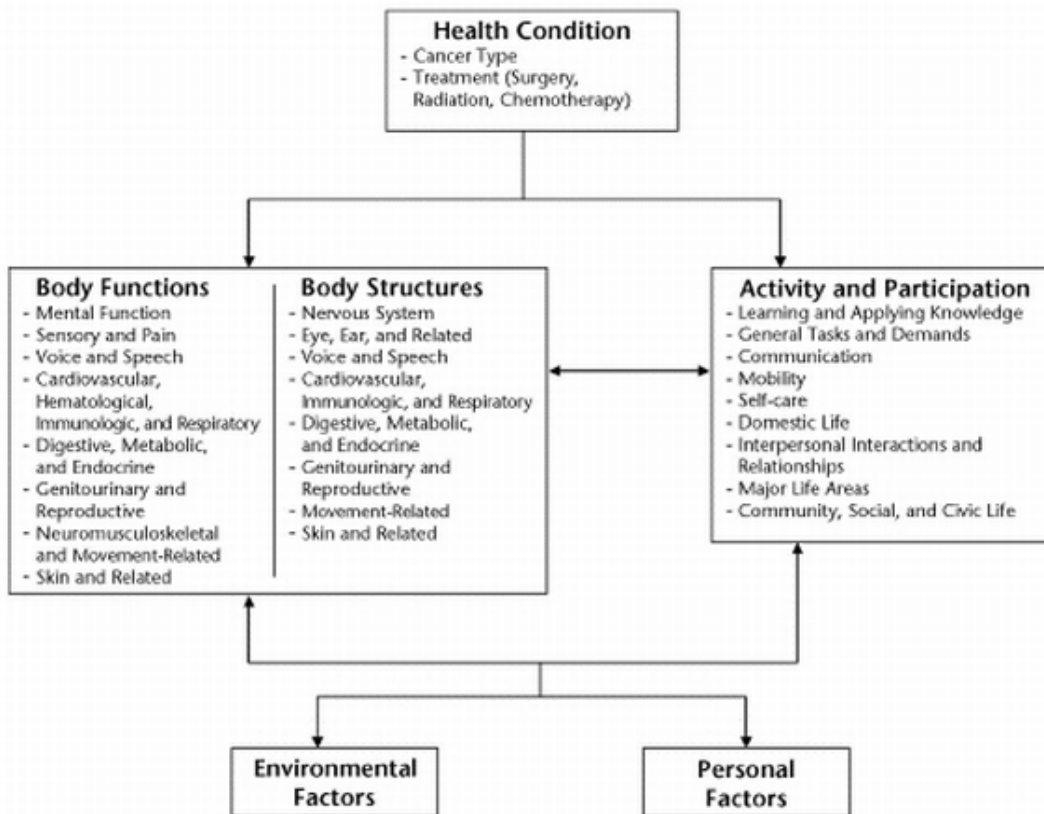 Health Condition
- Cancer Type
- Treatment (Surgery,
Radiation, Chemotherapy)
Body Functions
- Mental Function
- Sensory and Pain
- Voice and Speech
- Cardiovascular,
Hematological,
Immunologic, and Respiratory
- Digestive, Metabolic,
and Endocrine
- Genitourinary and
Reproductive
- Neuromusculoskeletal
and Movement-Related
- Skin and Related
Body Structures
- Nervous System
- Eye, Ear, and Related
- Voice and Speech
- Cardiovascular,
Immunologic, and Respiratory
- Digestive, Metabolic,
and Endocrine
- Genitourinary and
Reproductive
- Movement-Related
- Skin and Related
Activity and Participation
- Learning and Applying Knowledge
- General Tasks and Demands
- Communication
- Mobility
- Self-care
- Domestic Life
- Interpersonal Interactions and
Relationships
- Major Life Areas
- Community, Social, and Civic Life
Environmental
Factors
Personal
Factors